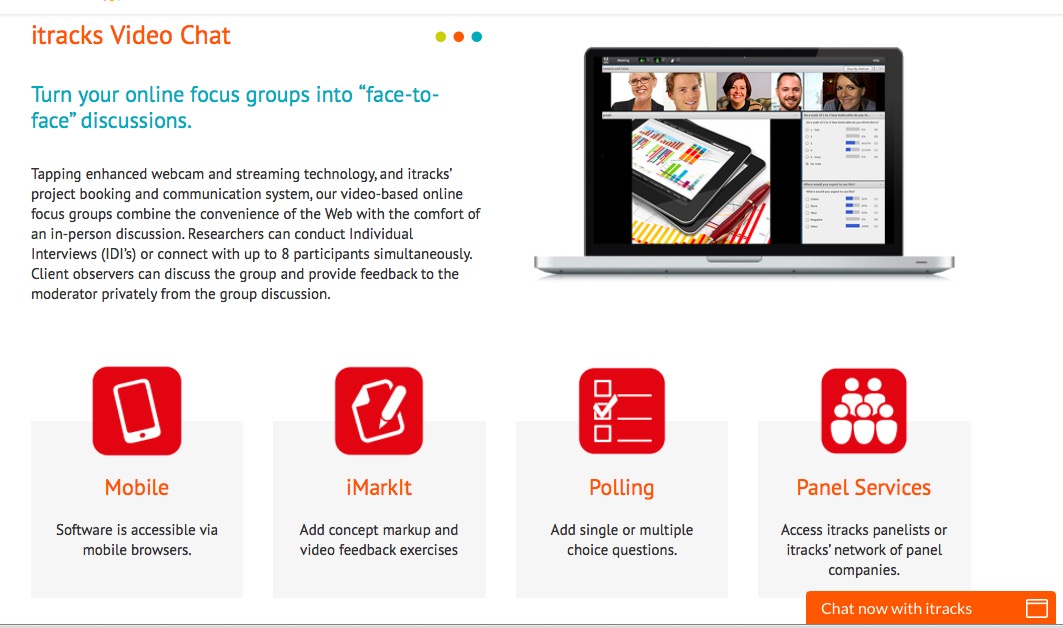 itracks Video Chat
Turn your online focus groups into “face-to-
face” discussions.
Tapping enhanced webcam and streaming technology, and itracks’
project booking and communication system, our video-based online
focus groups combine the convenience of the Web with the comfort of
an in-person discussion. Researchers can conduct Individual
Interviews (IDI’s) or connect with up to 8 participants simultaneously.
Client observers can discuss the group and provide feedback to the
moderator privately from the group discussion.
Meeting
Help
Mobile
Software is accessible via
mobile browsers.
iMarkIt
Add concept markup and
video feedback exercises
Polling
Add single or multiple
choice questions.
Panel Services
Access itracks panelists or
itracks’ network of panel
companies.
Chat now with itracks